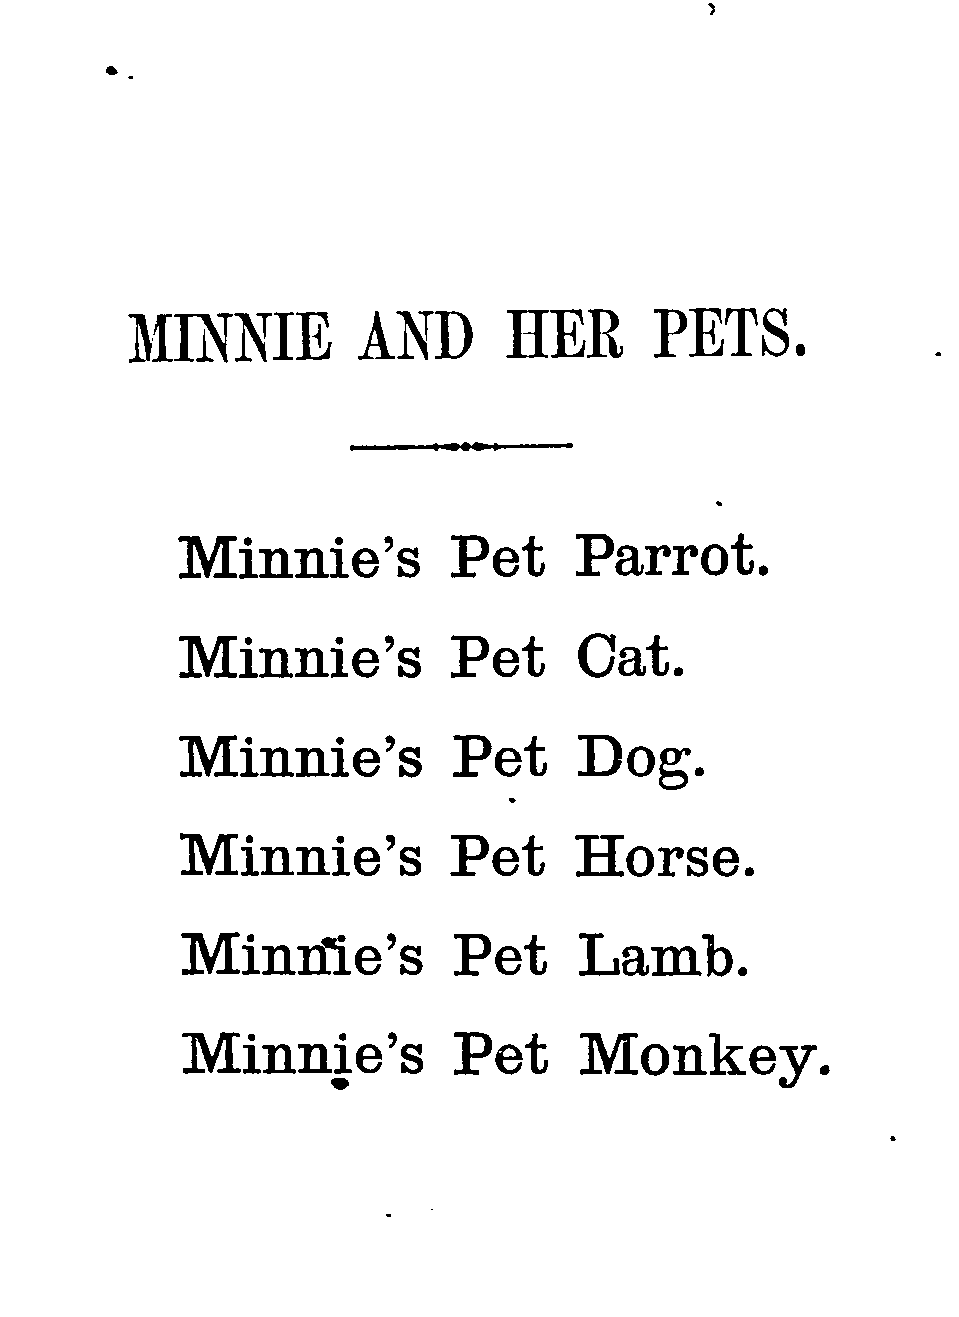 MINNIE AND HER PETS.
Minnie's Pet Parrot.
Minnie's Pet Cat.
Minnie's Pet Dog.
Minnie's Pet Horse.
Minnie's Pet Lamb.
Minnie's Pet Monkey.